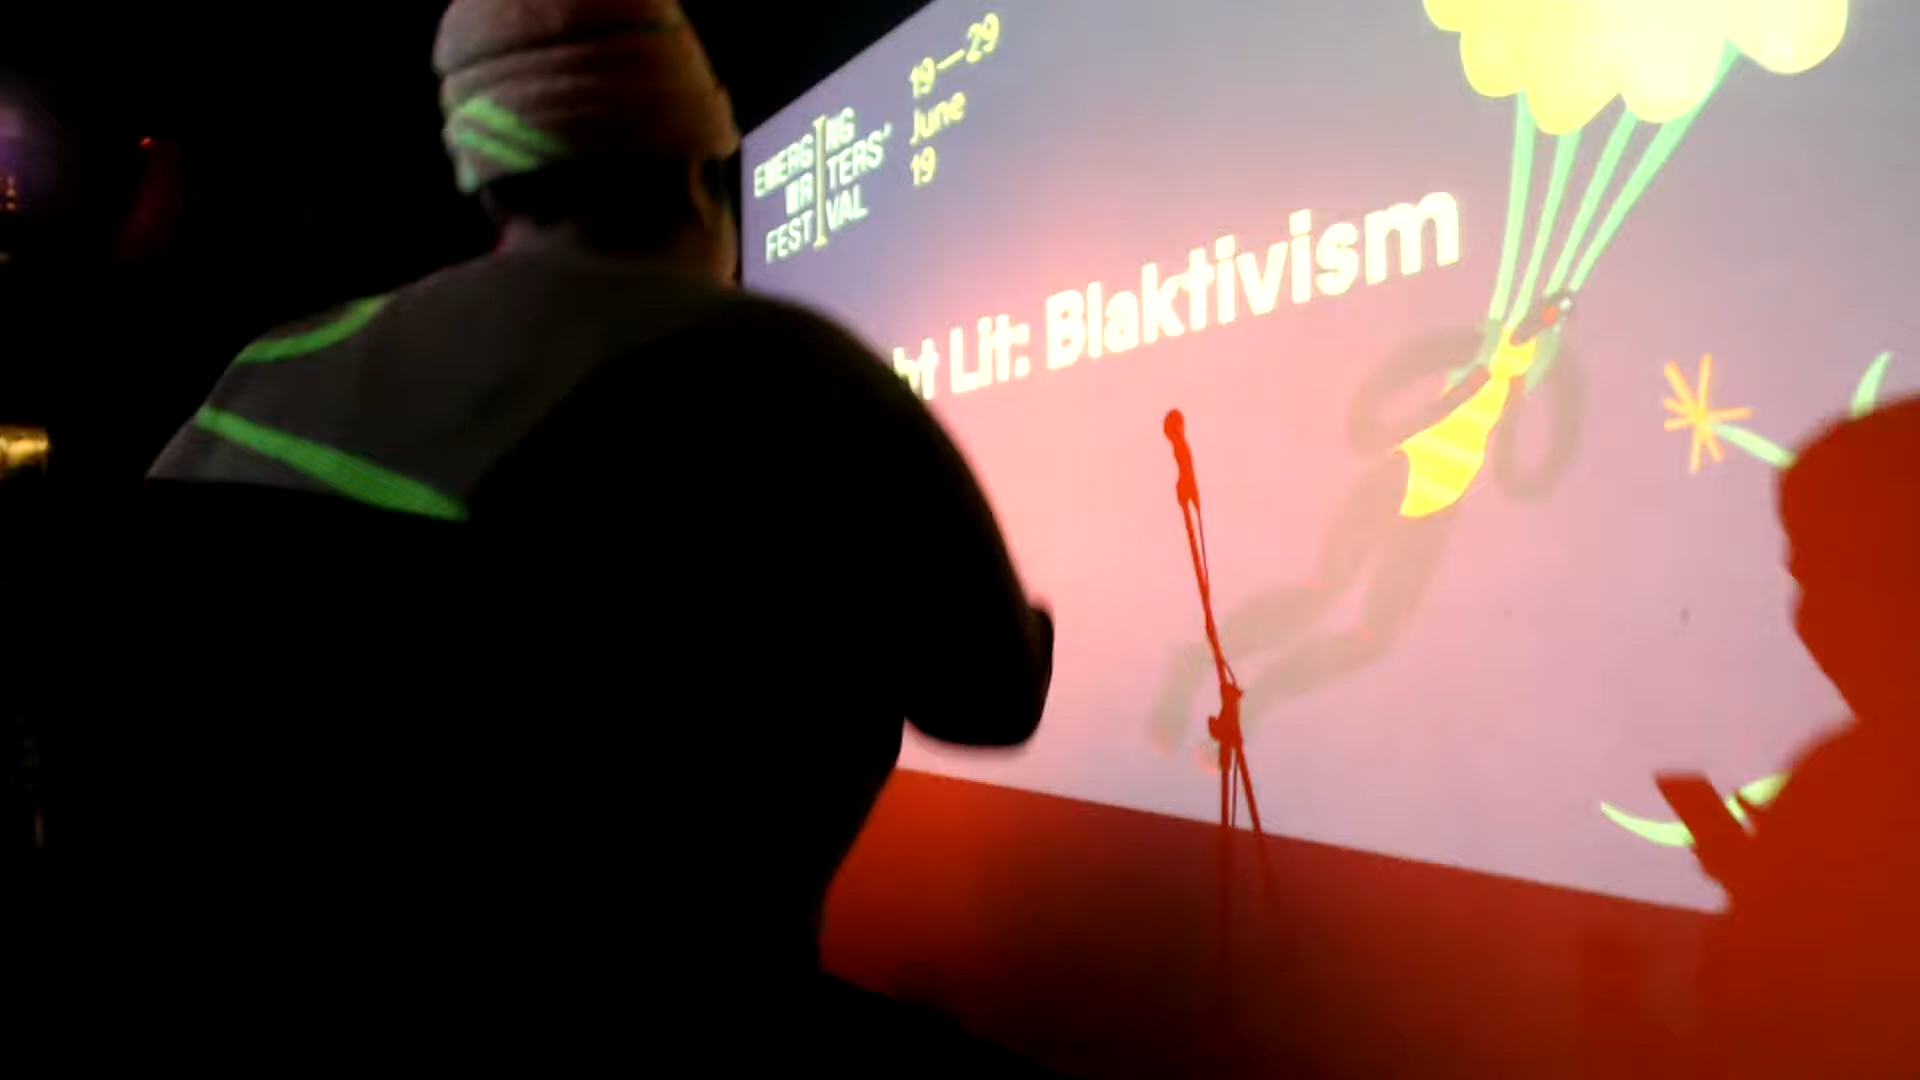 EMERGING
WRITERS'
FESTIVAL
19—29
June
19
Lit: Blaktivism